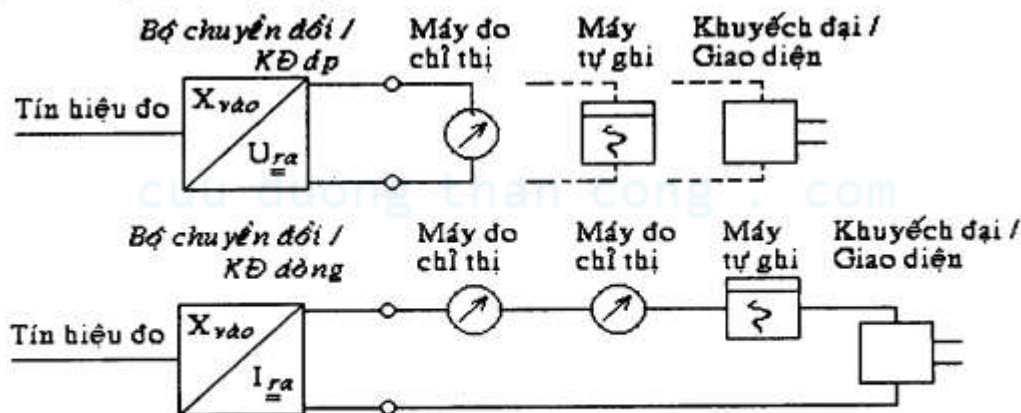 Bộ chuyển đổi /
KĐ áp
Máy đo
chỉ thị
Máy
tự ghi
Khuyếch đại /
Giao diện
Tín hiệu đo
Xvào
Ura
cuu duong than cong . com
Bộ chuyển đổi /
KĐ dòng
Máy đo
chỉ thị
Máy đo
chỉ thị
Máy
tự ghi
Khuyếch đại /
Giao diện
Tín hiệu đo
Xvào
Ira